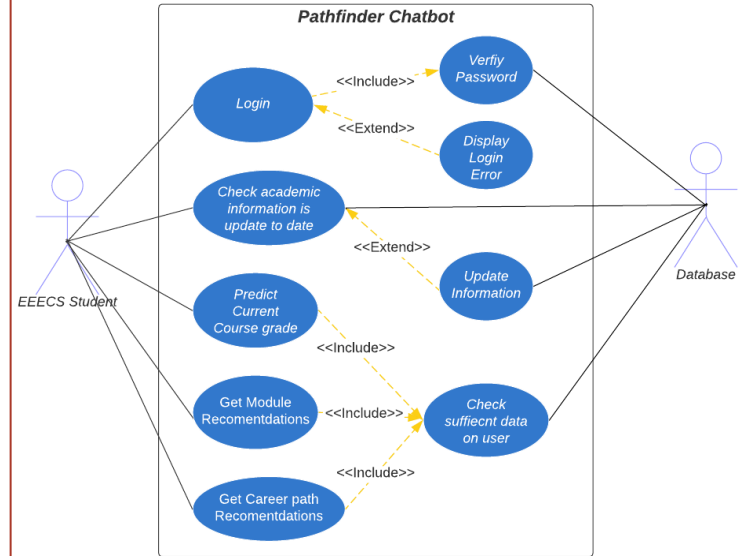 Pathfinder Chatbot
Verfiy
Password
<<Include>>
Login
<<Extend>>
Display
Login
Error
Check academic
information is
update to date
<<Extend>>
Update
Information
Database
EEECS Student
Predict
Current
Course grade
<<Include>>
Get Module
Recomentdations
<<Include>>
Check
suffiecnt data
on user
<<Include>>
Get Career path
Recomentdations